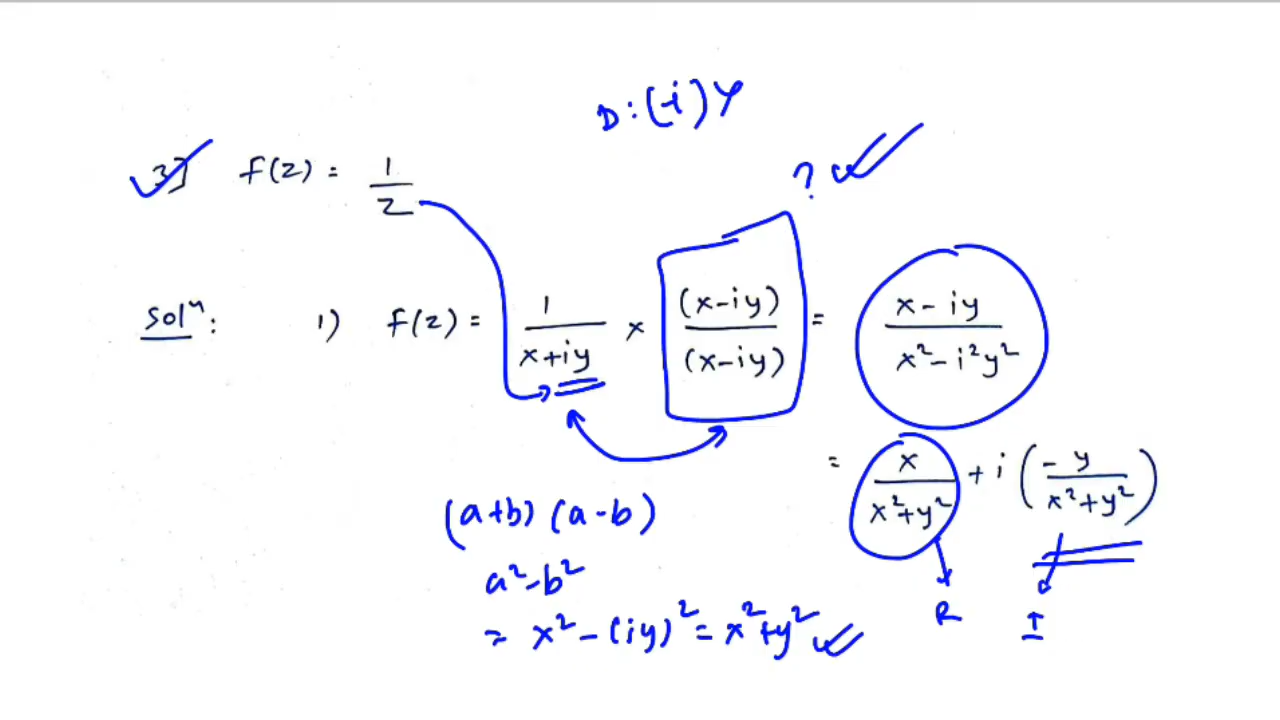 D : (-i) Y
3] f(z) = 1/z
? 
Solⁿ : 1) f(z) = 1/(x+iy) × (x-iy)/(x-iy) = (x - iy)/(x² - i²y²)
= x/(x²+y²) + i (-y/(x²+y²))
(a+b) (a-b)
a²-b²
= x² - (iy)² = x²+y²
R I